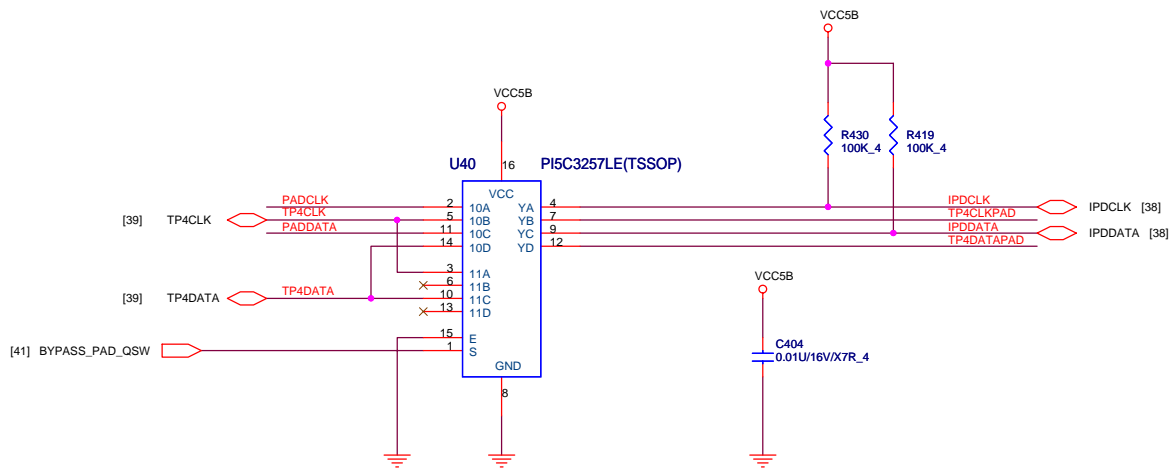 VCC5B
VCC5B
R430
100K_4
R419
100K_4
U40
16
PI5C3257LE(TSSOP)
VCC
PADCLK
2
10A
YA
4
IPDCLK
IPDCLK [38]
[39] TP4CLK
TP4CLK
5
10B
YB
7
TP4CLKPAD
PADDATA
11
10C
YC
9
IPDDATA
IPDDATA [38]
14
10D
YD
12
TP4DATAPAD
3
11A
6
11B
[39] TP4DATA
TP4DATA
10
11C
13
11D
VCC5B
15
E
[41] BYPASS_PAD_QSW
1
S
GND
8
C404
0.01U/16V/X7R_4